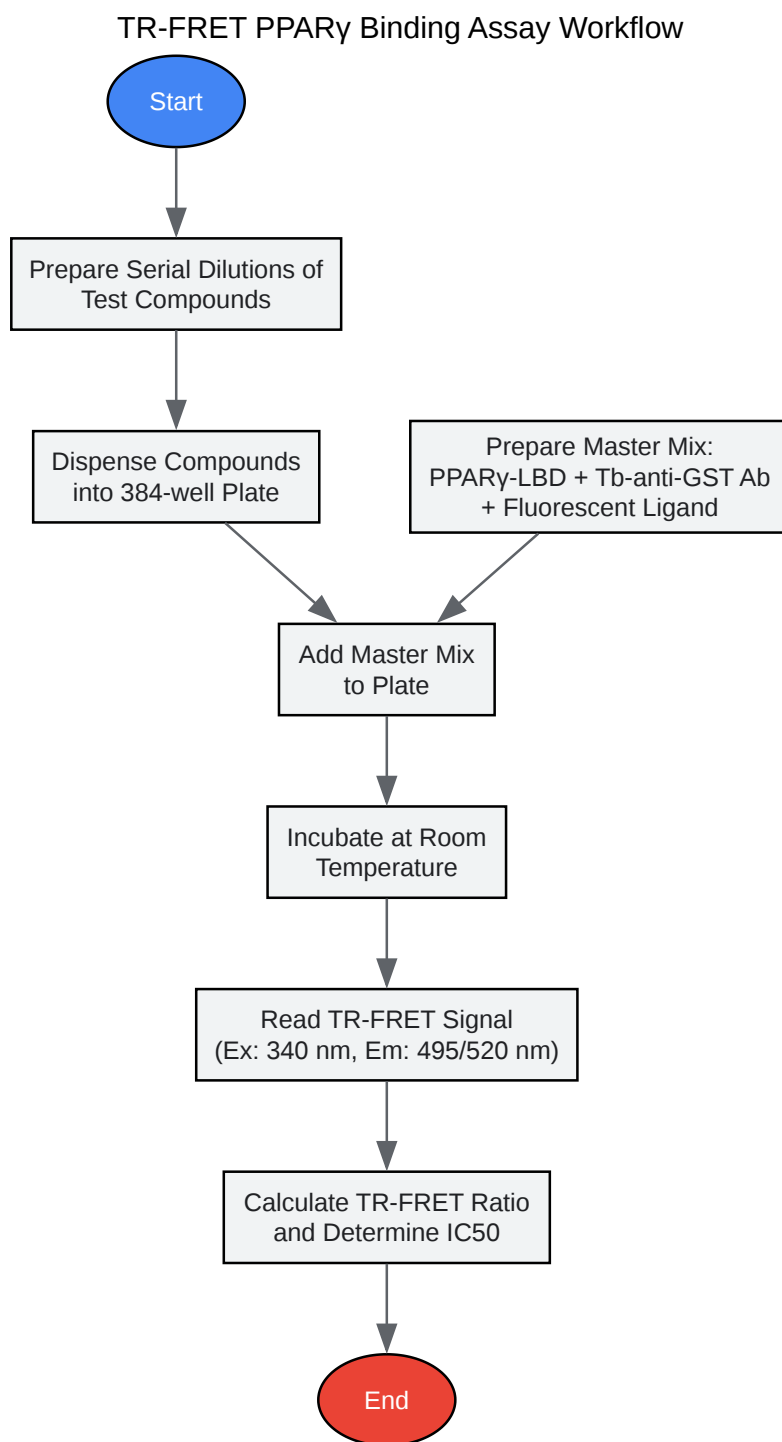 TR-FRET PPARγ Binding Assay Workflow
Start
Prepare Serial Dilutions of
Test Compounds
Dispense Compounds
into 384-well Plate
Prepare Master Mix:
PPARγ-LBD + Tb-anti-GST Ab
+ Fluorescent Ligand
Add Master Mix
to Plate
Incubate at Room
Temperature
Read TR-FRET Signal
(Ex: 340 nm, Em: 495/520 nm)
Calculate TR-FRET Ratio
and Determine IC50
End